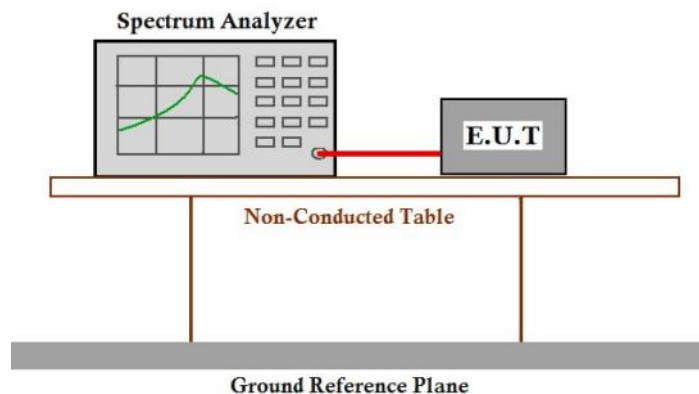 Spectrum Analyzer
E.U.T
Non-Conducted Table
Ground Reference Plane